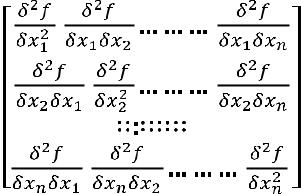 δ²f/δx₁² δ²f/δx₁δx₂ ... ... ... δ²f/δx₁δxₙ
δ²f/δx₂δx₁ δ²f/δx₂² ... ... ... δ²f/δx₂δxₙ
::::::::
δ²f/δxₙδx₁ δ²f/δxₙδx₂ ... ... ... δ²f/δxₙ²